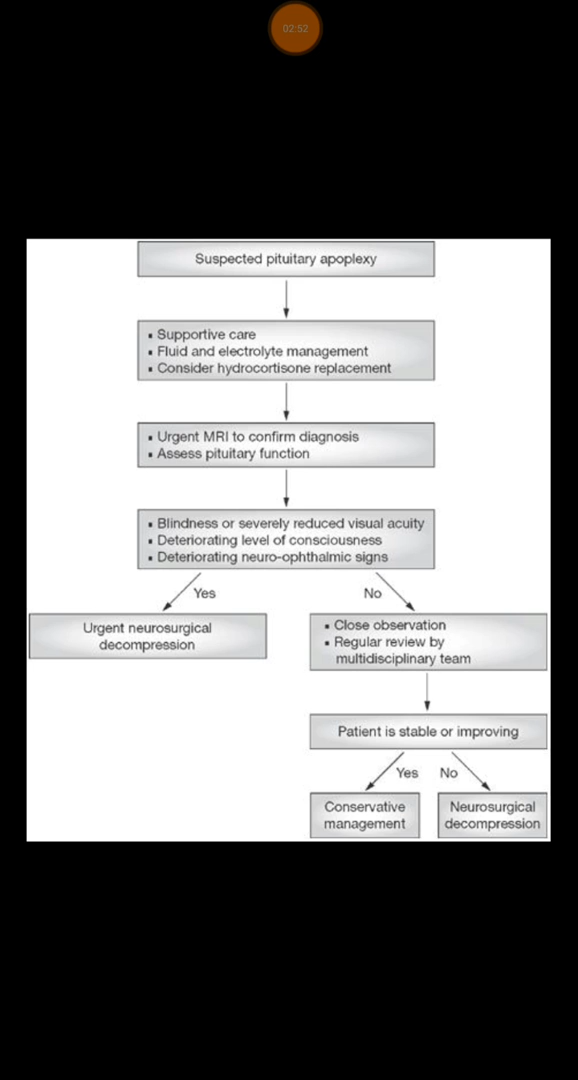 02:52
Suspected pituitary apoplexy
▪ Supportive care
▪ Fluid and electrolyte management
▪ Consider hydrocortisone replacement
▪ Urgent MRI to confirm diagnosis
▪ Assess pituitary function
▪ Blindness or severely reduced visual acuity
▪ Deteriorating level of consciousness
▪ Deteriorating neuro-ophthalmic signs
Yes
No
Urgent neurosurgical
decompression
▪ Close observation
▪ Regular review by
multidisciplinary team
Patient is stable or improving
Yes
No
Conservative
management
Neurosurgical
decompression